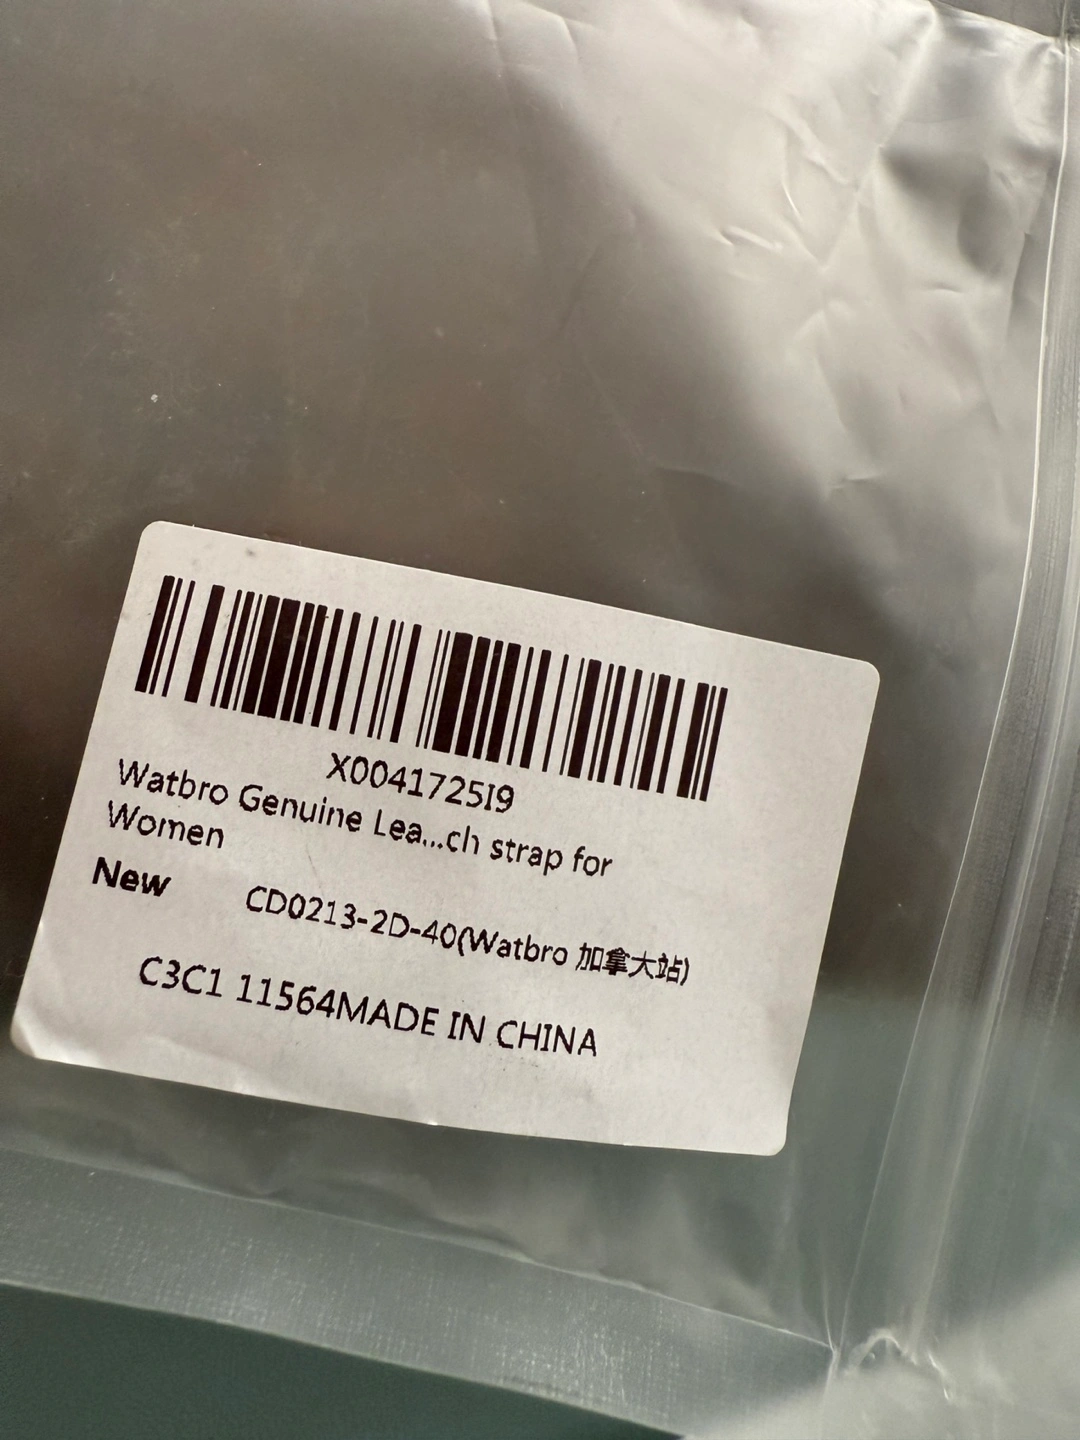 X0041725I9
Watbro Genuine Lea...ch strap for
Women
New CD0213-2D-40(Watbro 加拿大站)
C3C1 11564MADE IN CHINA